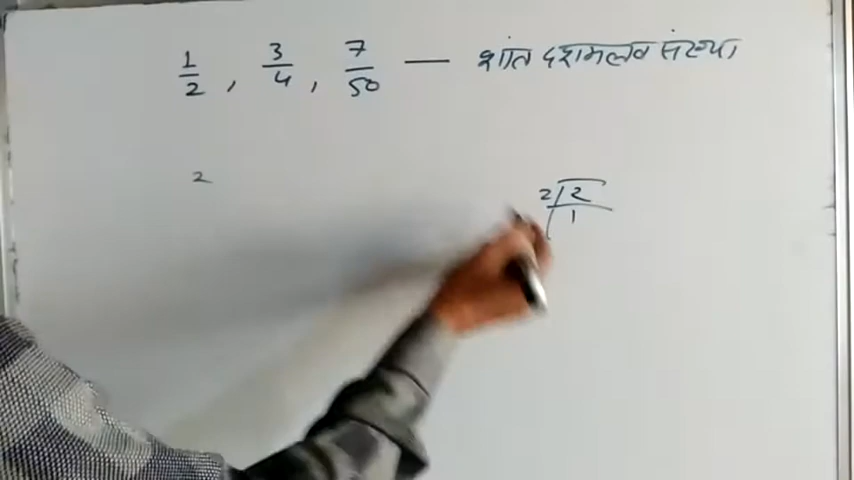 1/2 , 3/4 , 7/50 — शांत दशमलव संख्या
2
2 | 2
1